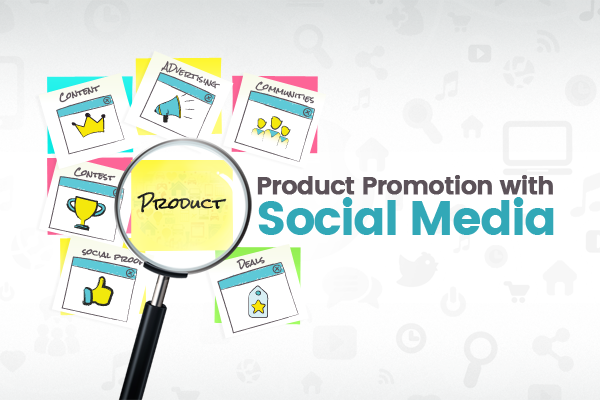 Content
Advertising
Communities
Contest
Product
Product Promotion with
Social Media
Social Proof
Deals